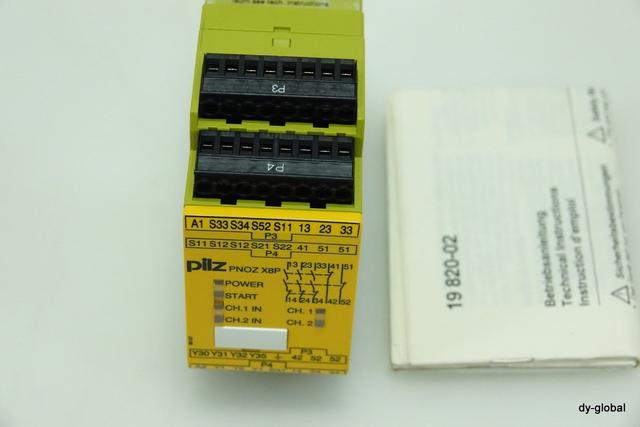 P3
P4
A1 S33 S34 S52 S11 13 23 33
P3
S11 S12 S12 S21 S22 41 51 51
P4
pilz PNOZ X8P
13 23 33 41 51
14 24 34 42 52
POWER
START
CH.1 IN CH. 1
CH.2 IN CH. 2
P3
Y30 Y31 Y32 Y35 42 52 52
P4
19 820-02
Betriebsanleitung
Technical Instructions
Instruction d'emploi
Sicherheitsbestimmungen
dy-global